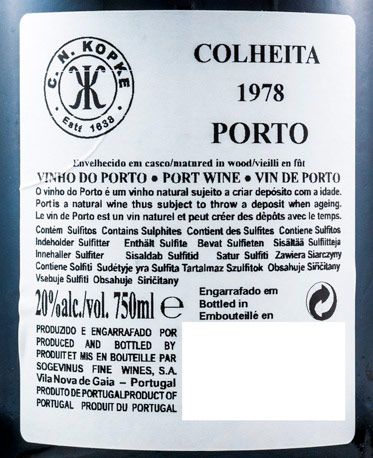 C. N. KOPKE
Estd 1638
COLHEITA
1978
PORTO
Envelhecido em casco/matured in wood/vieilli en fût
VINHO DO PORTO • PORT WINE • VIN DE PORTO
O vinho do Porto é um vinho natural sujeito a criar depósito com a idade.
Port is a natural wine thus subject to throw a deposit when ageing.
Le vin de Porto est un vin naturel et peut créer des dèpôts avec le temps.
Contém Sulfitos Contains Sulphites Contient des Sulfites Contiene Sulfitos
Indeholder Sulfitter Enthält Sulfite Bevat Sulfieten Sisältää Sulfiitteja
Innehaller Sulfiter Sisaldab Sulfitid Satur Sulfiti Zawiera Siarczyny
Contiene Solfiti Sudétyje yra Sulfita Tartalmaz Szulfitok Obsahuje Siričitany
Vsebuje Sulfiti Obsahuje Siričitany
20%alc./vol. 750ml e
Engarrafado em
Bottled in
Embouteillé en
PRODUZIDO E ENGARRAFADO POR
PRODUCED AND BOTTLED BY
PRODUIT ET MIS EN BOUTEILLE PAR
SOGEVINUS FINE WINES, S.A.
Vila Nova de Gaia – Portugal
PRODUTO DE PORTUGAL PRODUCT OF
PORTUGAL PRODUIT DU PORTUGAL